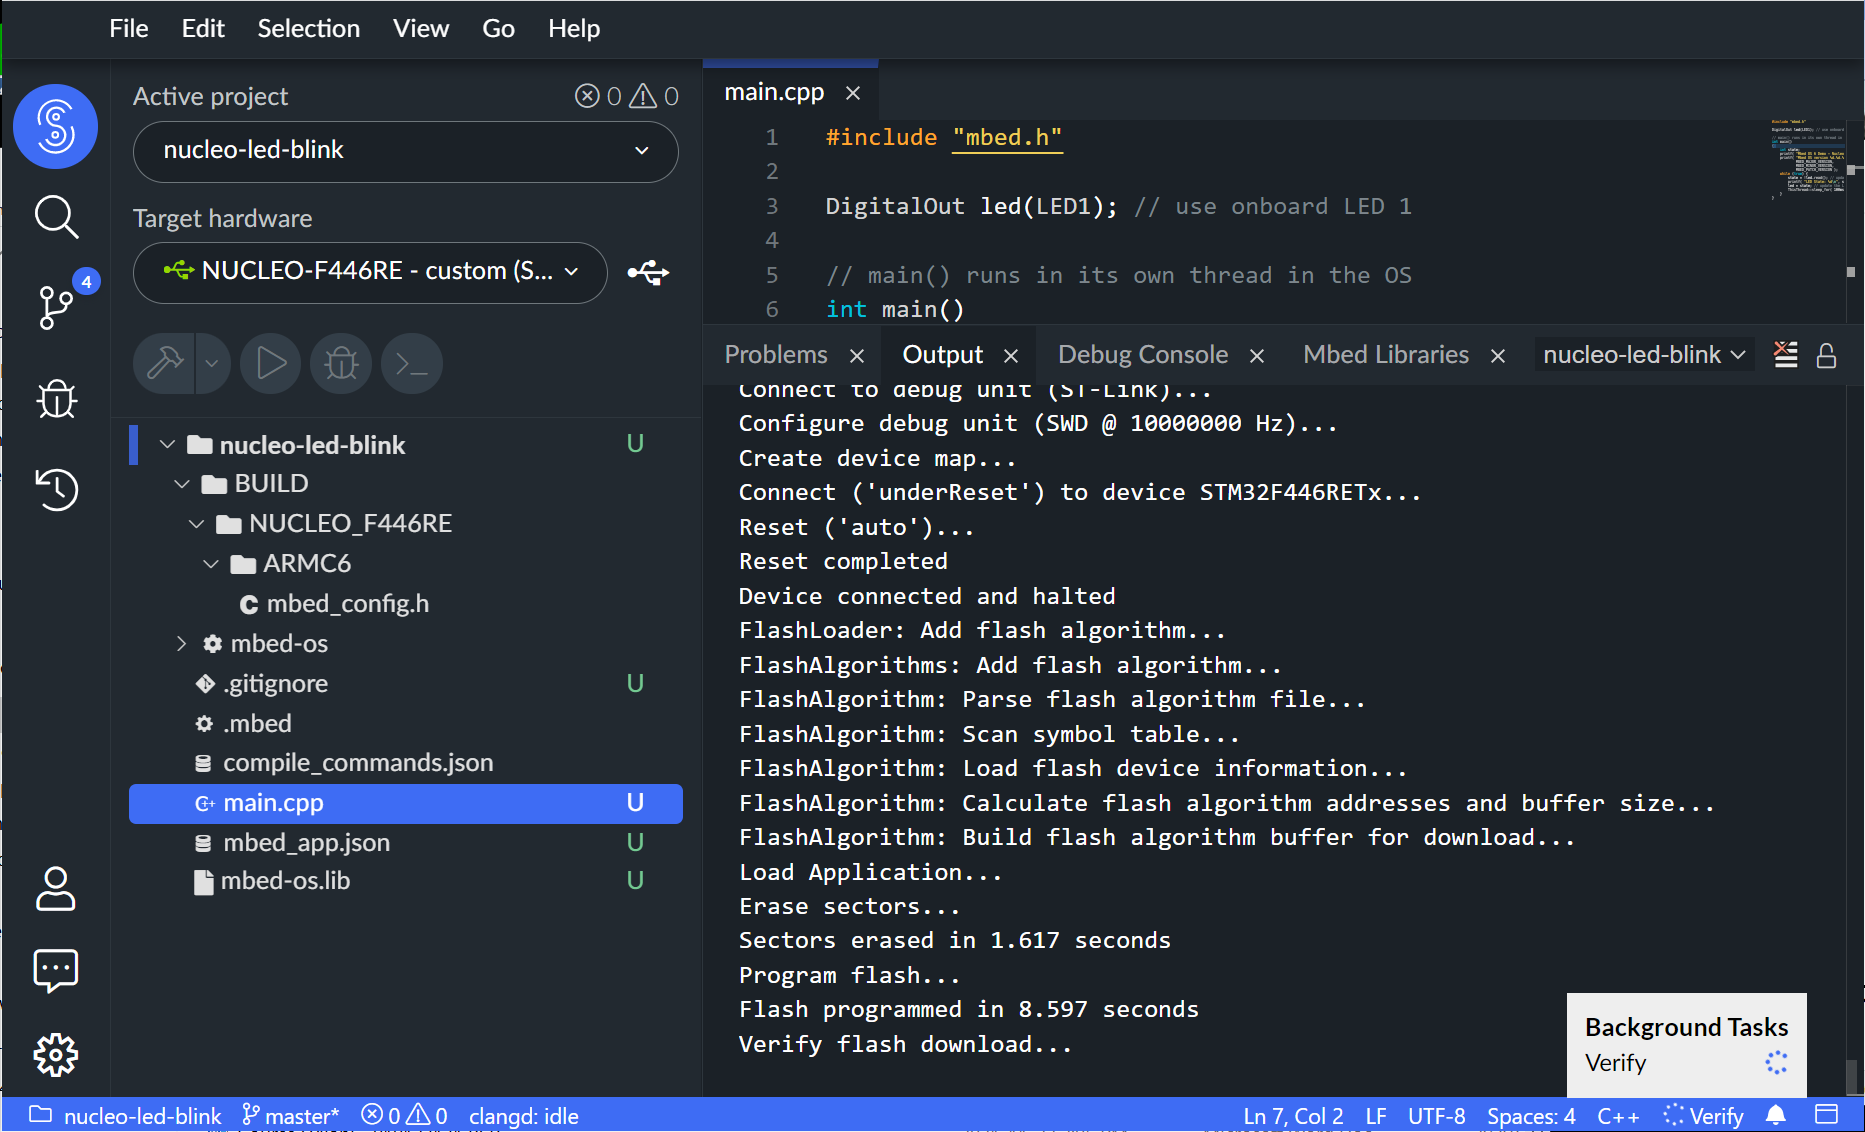 File Edit Selection View Go Help
Active project 0 0
nucleo-led-blink
Target hardware
NUCLEO-F446RE - custom (S...
4
nucleo-led-blink U
BUILD
NUCLEO_F446RE
ARMC6
mbed_config.h
mbed-os
.gitignore U
.mbed
compile_commands.json
main.cpp U
mbed_app.json U
mbed-os.lib U
main.cpp
1 #include "mbed.h"
2
3 DigitalOut led(LED1); // use onboard LED 1
4
5 // main() runs in its own thread in the OS
6 int main()
Problems Output Debug Console Mbed Libraries nucleo-led-blink
Connect to debug unit (ST-Link)...
Configure debug unit (SWD @ 10000000 Hz)...
Create device map...
Connect ('underReset') to device STM32F446RETx...
Reset ('auto')...
Reset completed
Device connected and halted
FlashLoader: Add flash algorithm...
FlashAlgorithms: Add flash algorithm...
FlashAlgorithm: Parse flash algorithm file...
FlashAlgorithm: Scan symbol table...
FlashAlgorithm: Load flash device information...
FlashAlgorithm: Calculate flash algorithm addresses and buffer size...
FlashAlgorithm: Build flash algorithm buffer for download...
Load Application...
Erase sectors...
Sectors erased in 1.617 seconds
Program flash...
Flash programmed in 8.597 seconds
Verify flash download...
Background Tasks
Verify
nucleo-led-blink master* 0 0 clangd: idle Ln 7, Col 2 LF UTF-8 Spaces: 4 C++ Verify